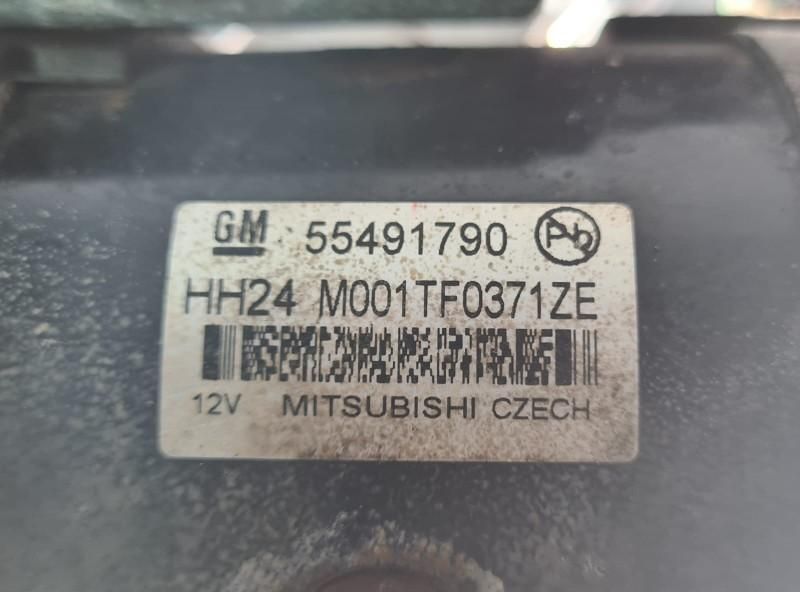 GM 55491790 Pb
HH24 M001TF0371ZE
12V MITSUBISHI CZECH